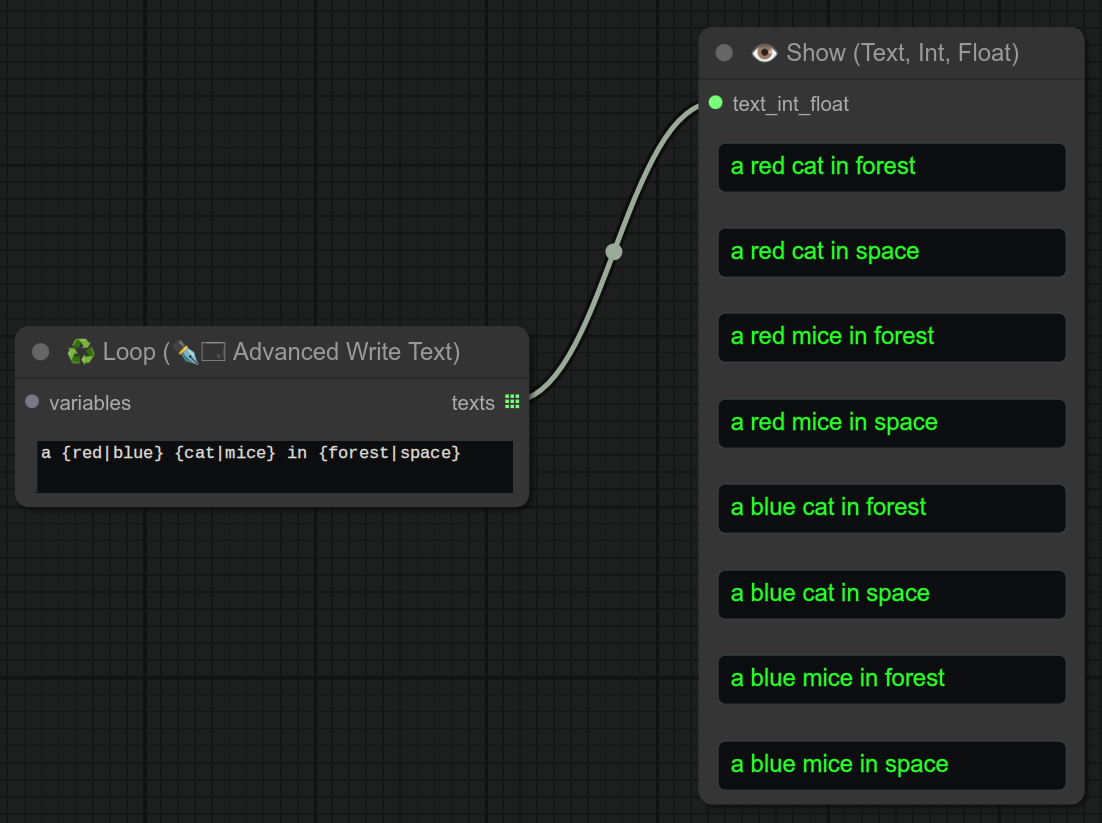 Show (Text, Int, Float)
text_int_float
a red cat in forest
a red cat in space
a red mice in forest
a red mice in space
a blue cat in forest
a blue cat in space
a blue mice in forest
a blue mice in space
Loop ( Advanced Write Text)
variables texts
a {red|blue} {cat|mice} in {forest|space}